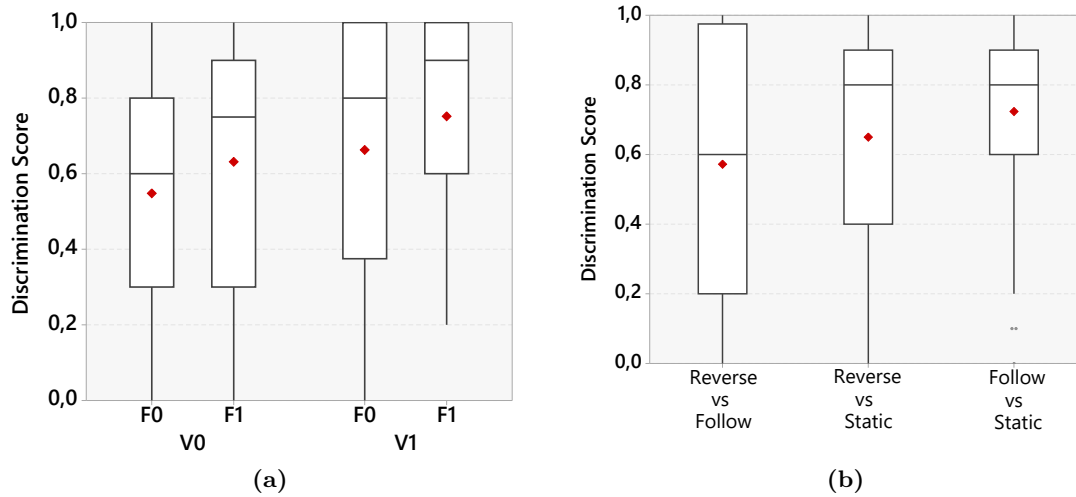 Discrimination Score
1,0
0,8
0,6
0,4
0,2
0,0
F0 F1 F0 F1
V0 V1
(a)
Discrimination Score
1,0
0,8
0,6
0,4
0,2
0,0
Reverse
vs
Follow
Reverse
vs
Static
Follow
vs
Static
(b)